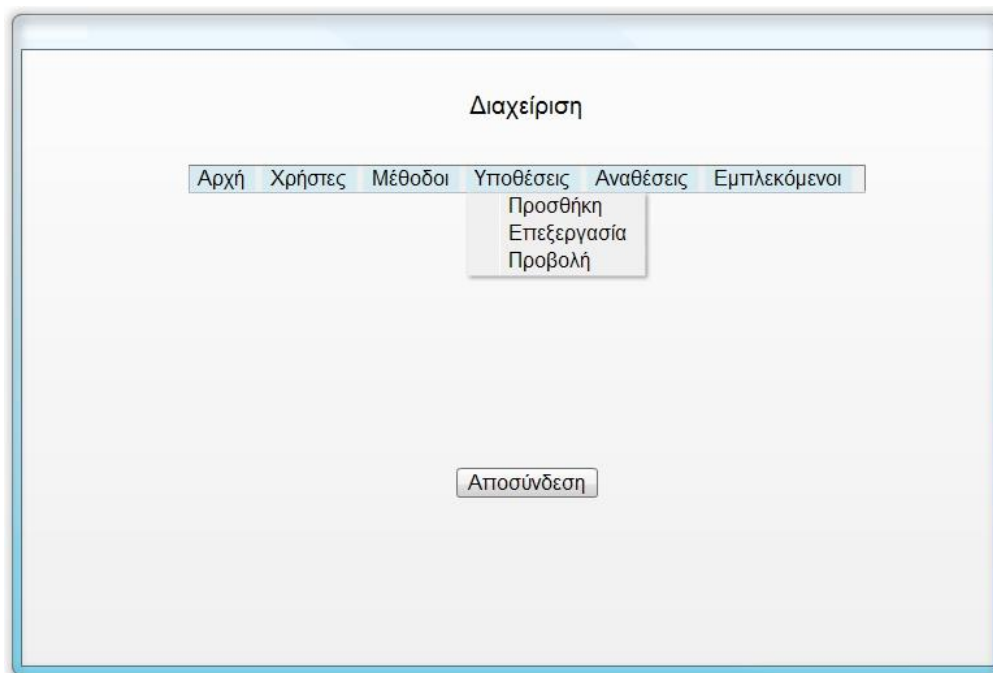 Διαχείριση
Αρχή Χρήστες Μέθοδοι Υποθέσεις Αναθέσεις Εμπλεκόμενοι
Προσθήκη
Επεξεργασία
Προβολή
Αποσύνδεση